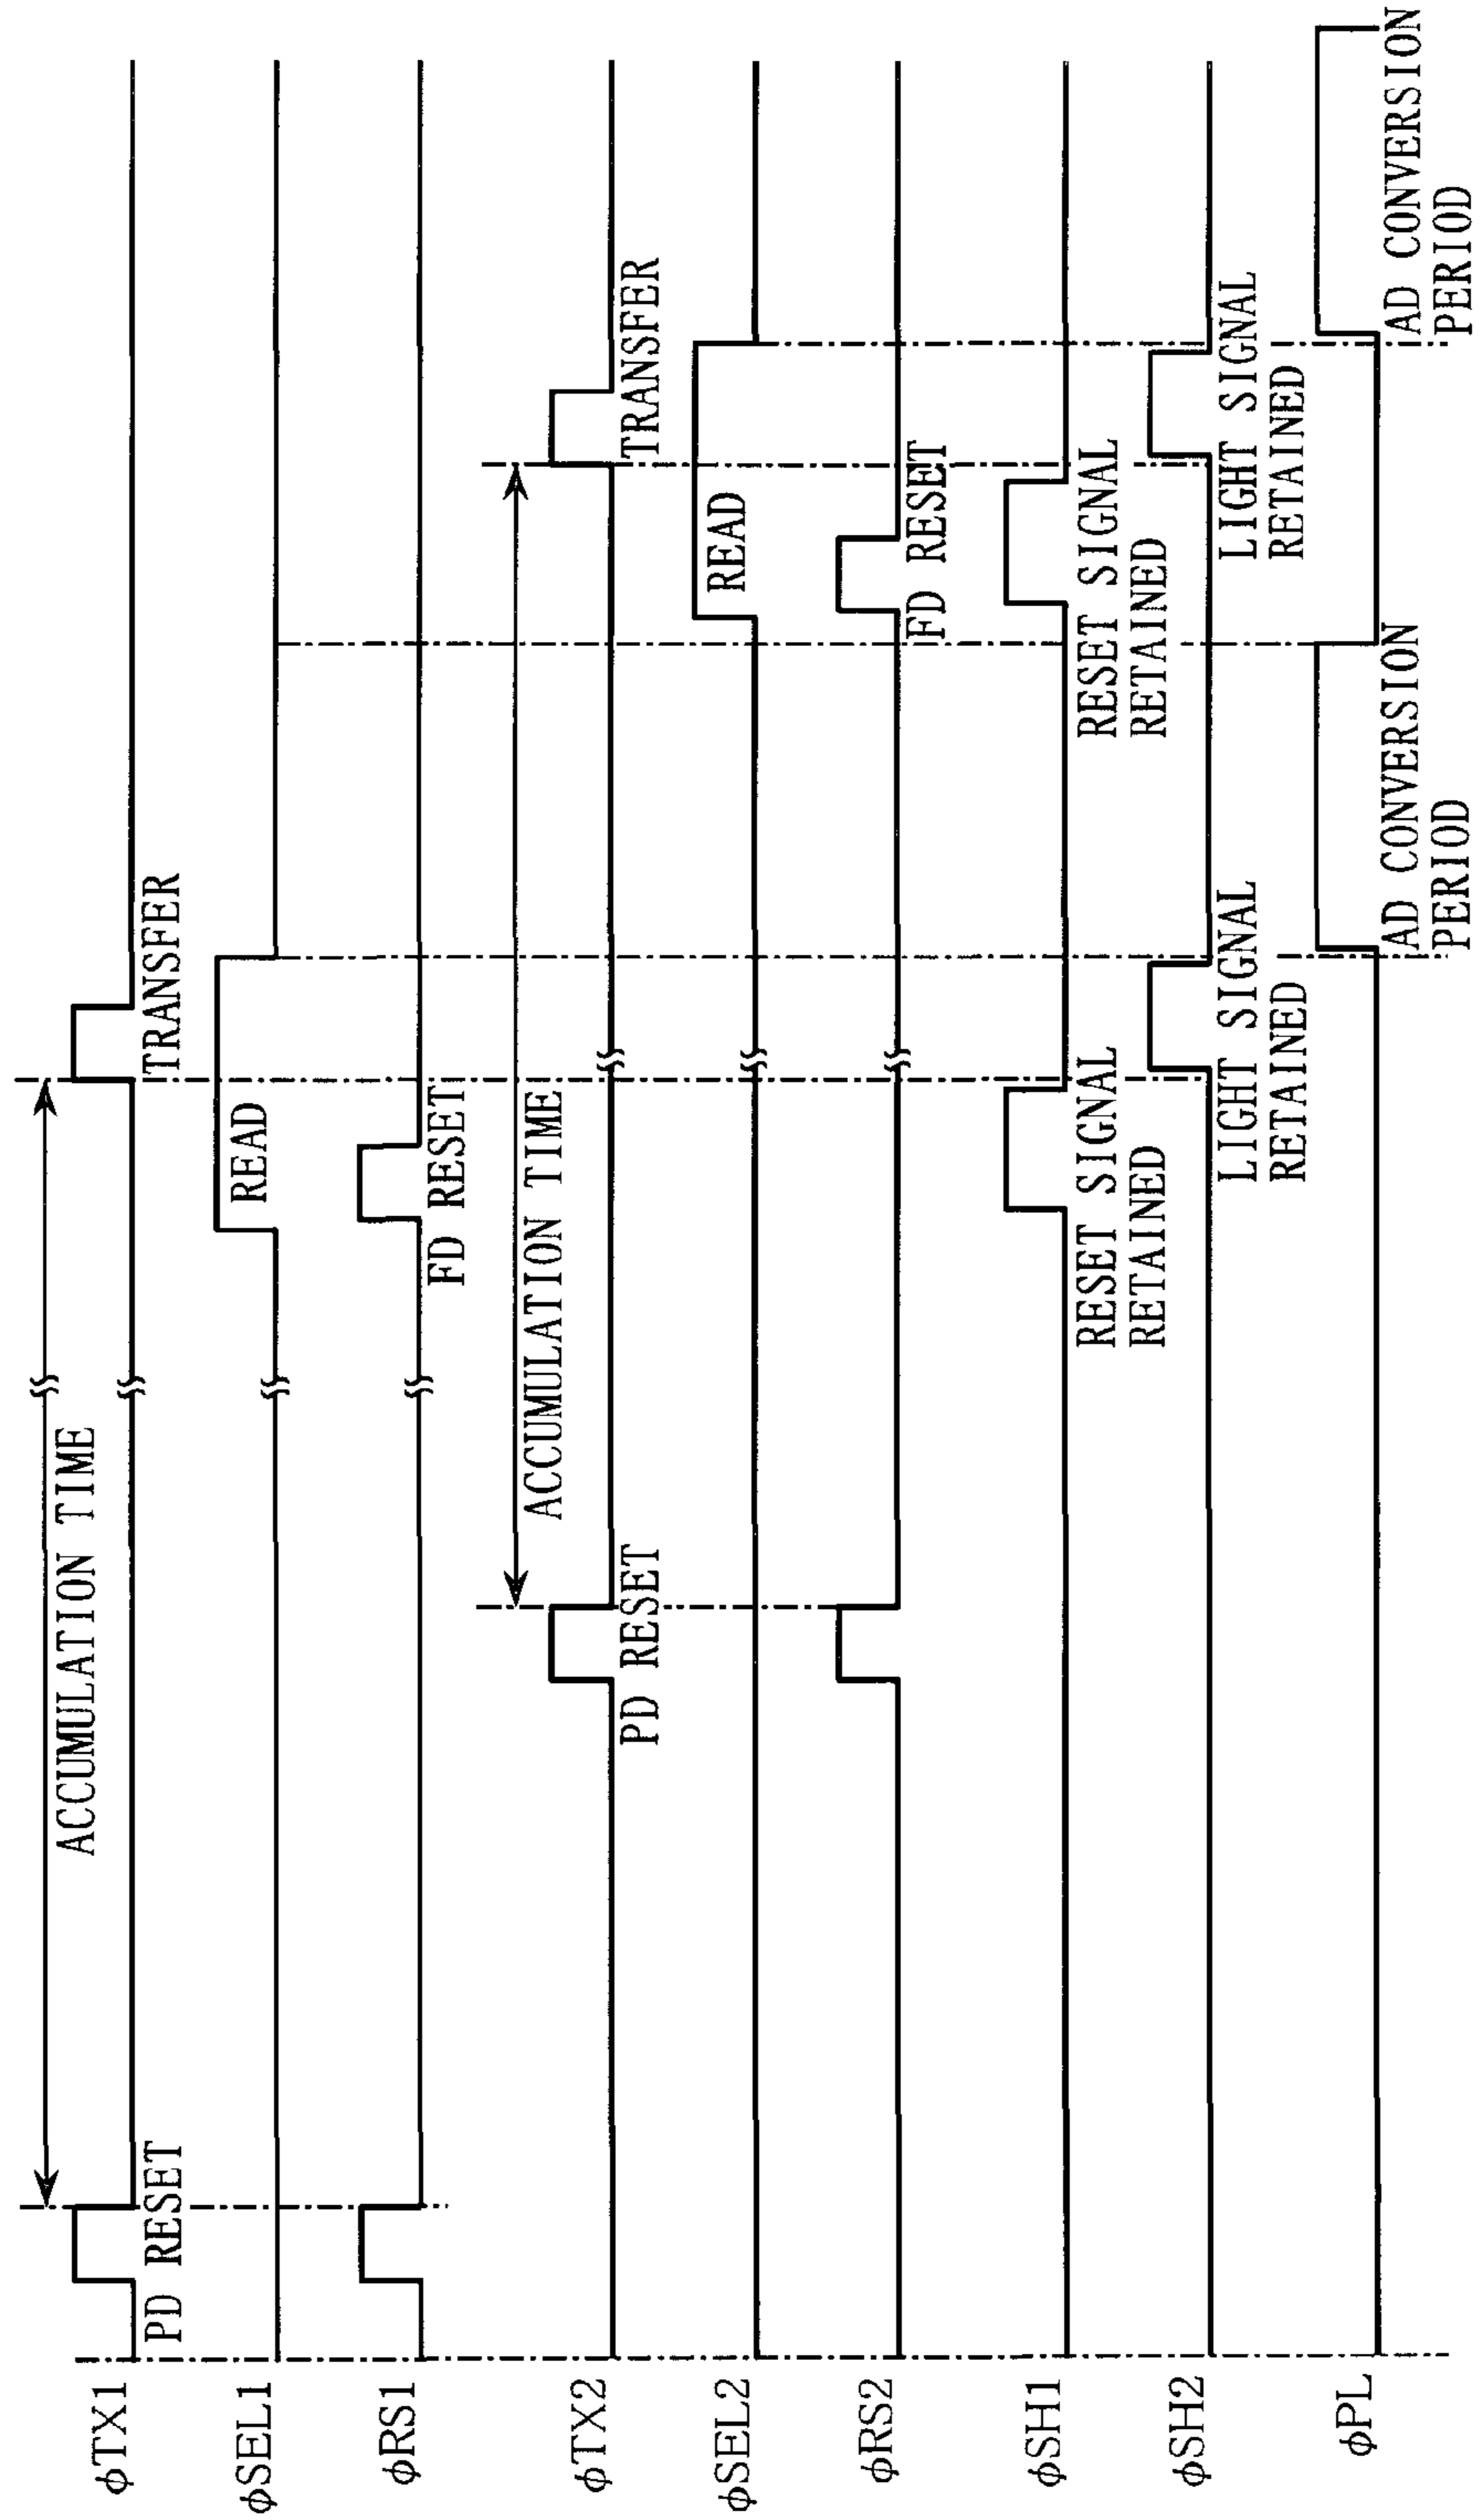 ACCUMULATION TIME
φTX1
PD RESET
TRANSFER
φSEL1
READ
φRS1
FD RESET
ACCUMULATION TIME
φTX2
PD RESET
TRANSFER
φSEL2
READ
φRS2
FD RESET
φSH1
RESET SIGNAL
RETAINED
RESET SIGNAL
RETAINED
φSH2
LIGHT SIGNAL
RETAINED
LIGHT SIGNAL
RETAINED
φPL
AD CONVERSION
PERIOD
AD CONVERSION
PERIOD